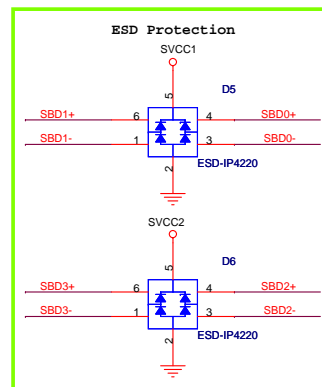 ESD Protection
SVCC1
D5
5
SBD1+ 6 4 SBD0+
SBD1- 1 3 SBD0-
2
ESD-IP4220
SVCC2
D6
5
SBD3+ 6 4 SBD2+
SBD3- 1 3 SBD2-
2
ESD-IP4220